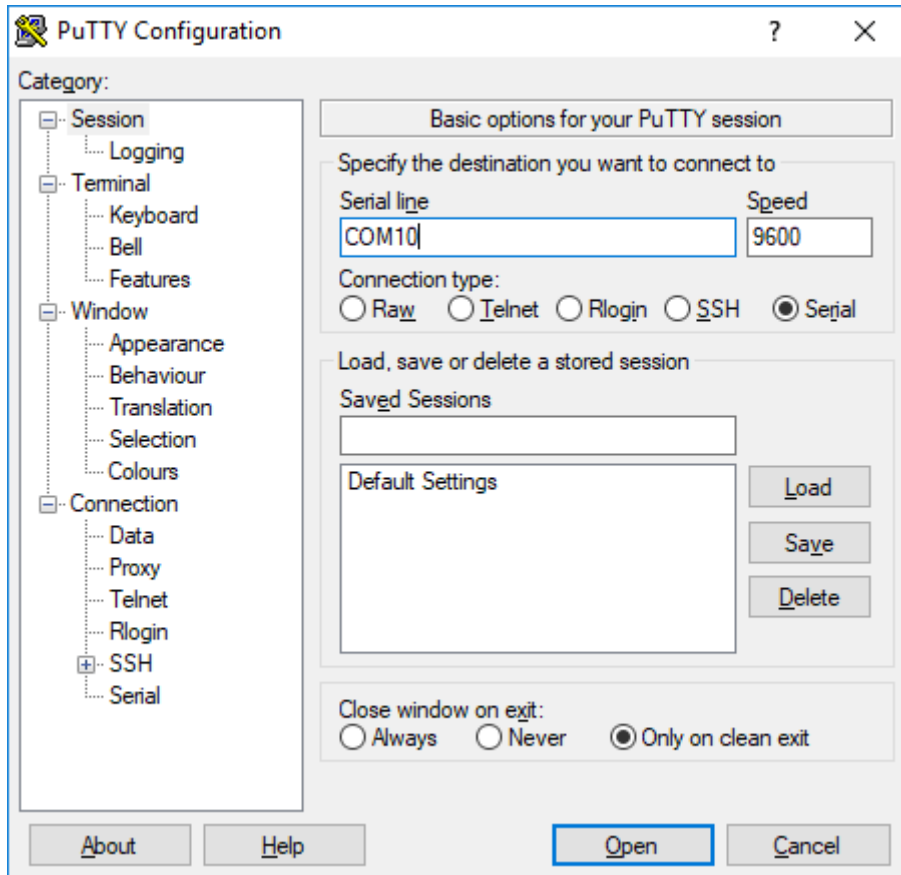 PuTTY Configuration
? ×
Category:
Session
Logging
Terminal
Keyboard
Bell
Features
Window
Appearance
Behaviour
Translation
Selection
Colours
Connection
Data
Proxy
Telnet
Rlogin
SSH
Serial
Basic options for your PuTTY session
Specify the destination you want to connect to
Serial line Speed
COM10 9600
Connection type:
Raw Telnet Rlogin SSH Serial
Load, save or delete a stored session
Saved Sessions
Default Settings
Load
Save
Delete
Close window on exit:
Always Never Only on clean exit
About Help Open Cancel